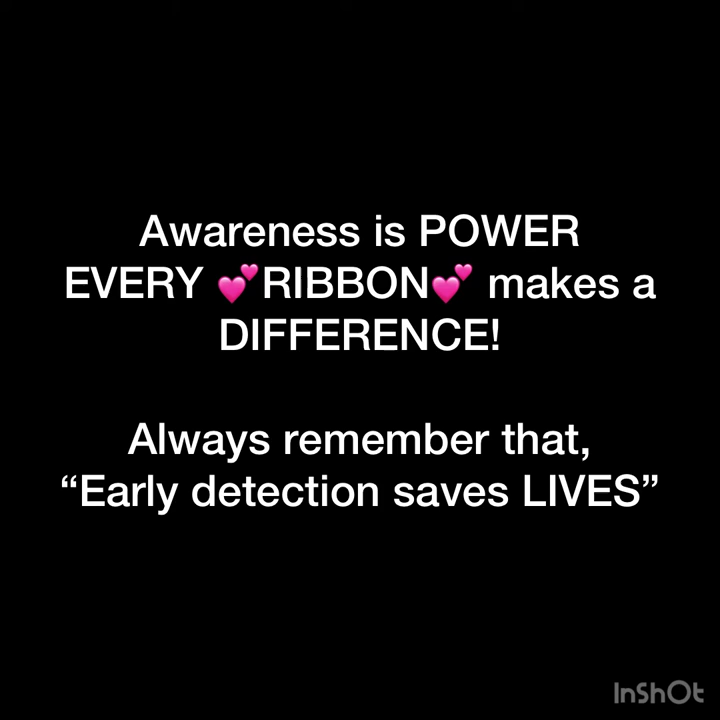 Awareness is POWER
EVERY 💕RIBBON💕 makes a
DIFFERENCE!
Always remember that,
“Early detection saves LIVES”
InShOt